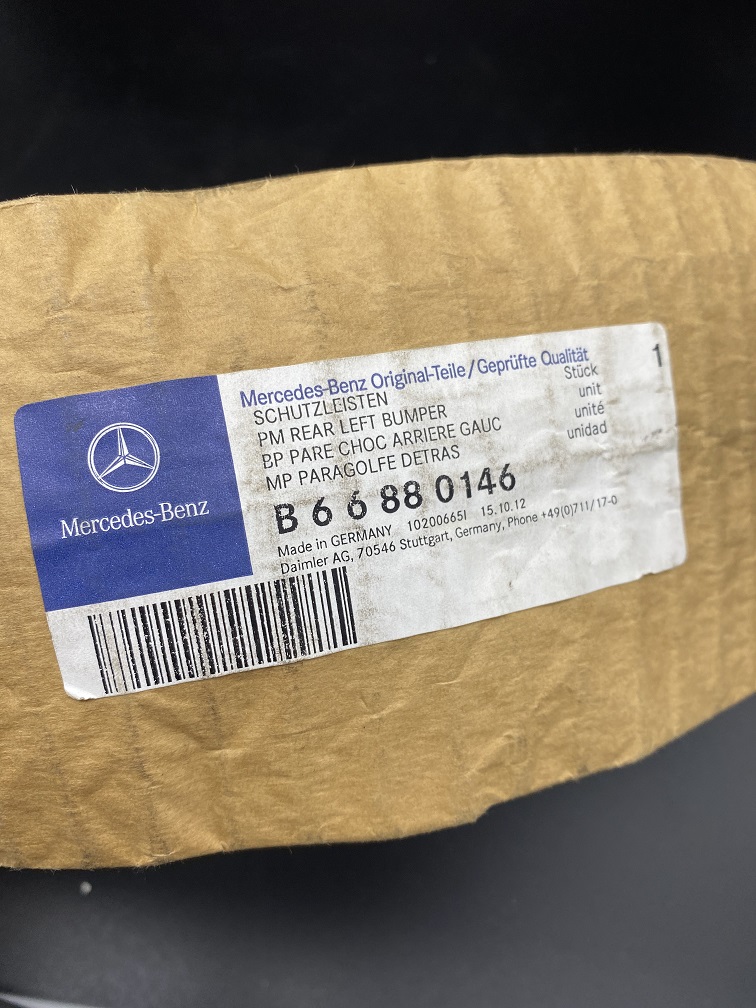 Mercedes-Benz
Mercedes-Benz Original-Teile/Geprüfte Qualität
SCHUTZLEISTEN
PM REAR LEFT BUMPER
BP PARE CHOC ARRIERE GAUC
MP PARAGOLFE DETRAS
Stück
unit
unité
unidad
1
B 6 6 88 0146
Made in GERMANY 10200665I 15.10.12
Daimler AG, 70546 Stuttgart, Germany, Phone +49(0)711/17-0